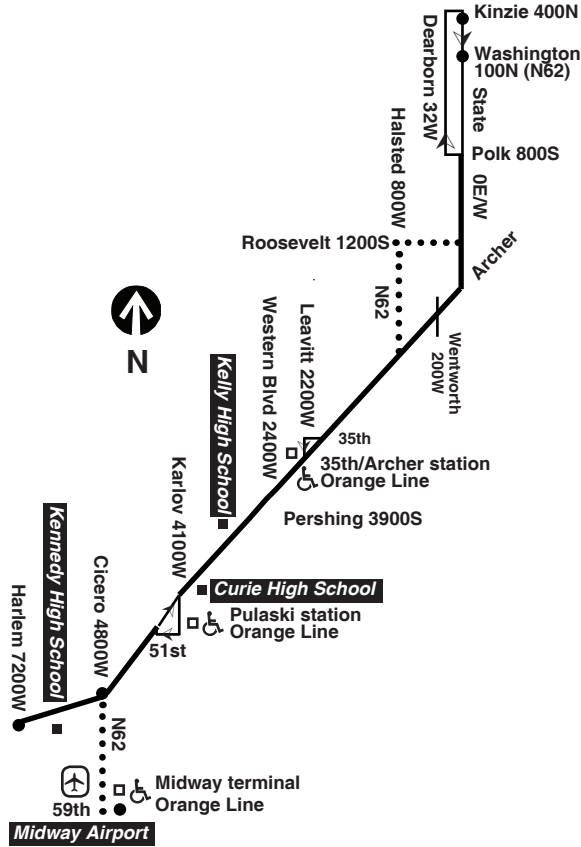 Kinzie 400N
Washington
100N (N62)
Dearborn 32W
State
Polk 800S
Halsted 800W
0E/W
Roosevelt 1200S
Archer
N62
Wentworth
200W
N
Western Blvd 2400W
Leavitt 2200W
Kelly High School
35th
35th/Archer station
Orange Line
Karlov 4100W
Pershing 3900S
Kennedy High School
Cicero 4800W
Harlem 7200W
Curie High School
Pulaski station
Orange Line
51st
N62
Midway terminal
Orange Line
59th
Midway Airport